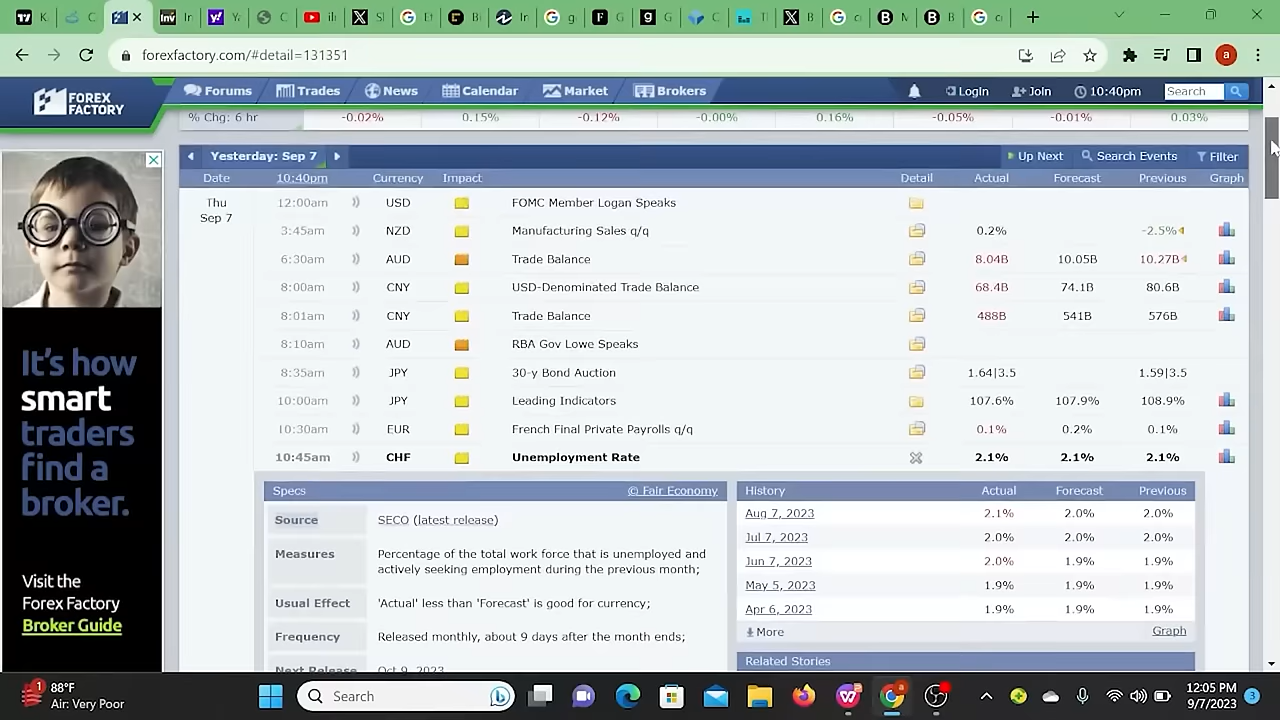 K
Inv
S
il
X
S
D
B
In
g
F
g
C
T
X
B
c
M
B
c
forexfactory.com/#detail=131351
a
FOREX
FACTORY
Forums
Trades
News
Calendar
Market
Brokers
Login
Join
10:40pm
Search
% Chg: 6 hr -0.02% 0.15% -0.12% -0.00% 0.16% -0.05% -0.01% 0.03%
Yesterday: Sep 7 Up Next Search Events Filter
Date 10:40pm Currency Impact Detail Actual Forecast Previous Graph
Thu
Sep 7
12:00am USD FOMC Member Logan Speaks
3:45am NZD Manufacturing Sales q/q 0.2% -2.5%
6:30am AUD Trade Balance 8.04B 10.05B 10.27B
8:00am CNY USD-Denominated Trade Balance 68.4B 74.1B 80.6B
8:01am CNY Trade Balance 488B 541B 576B
8:10am AUD RBA Gov Lowe Speaks
8:35am JPY 30-y Bond Auction 1.64|3.5 1.59|3.5
10:00am JPY Leading Indicators 107.6% 107.9% 108.9%
10:30am EUR French Final Private Payrolls q/q 0.1% 0.2% 0.1%
10:45am CHF Unemployment Rate 2.1% 2.1% 2.1%
Specs © Fair Economy
Source SECO (latest release)
Measures Percentage of the total work force that is unemployed and
actively seeking employment during the previous month;
Usual Effect 'Actual' less than 'Forecast' is good for currency;
Frequency Released monthly, about 9 days after the month ends;
Next Release Oct 9, 2023
History Actual Forecast Previous
Aug 7, 2023 2.1% 2.0% 2.0%
Jul 7, 2023 2.0% 2.0% 2.0%
Jun 7, 2023 2.0% 1.9% 1.9%
May 5, 2023 1.9% 1.9% 1.9%
Apr 6, 2023 1.9% 1.9% 1.9%
More Graph
Related Stories
It's how
smart
traders
find a
broker.
Visit the
Forex Factory
Broker Guide
1
88°F
Air: Very Poor
Search
12:05 PM
9/7/2023
3